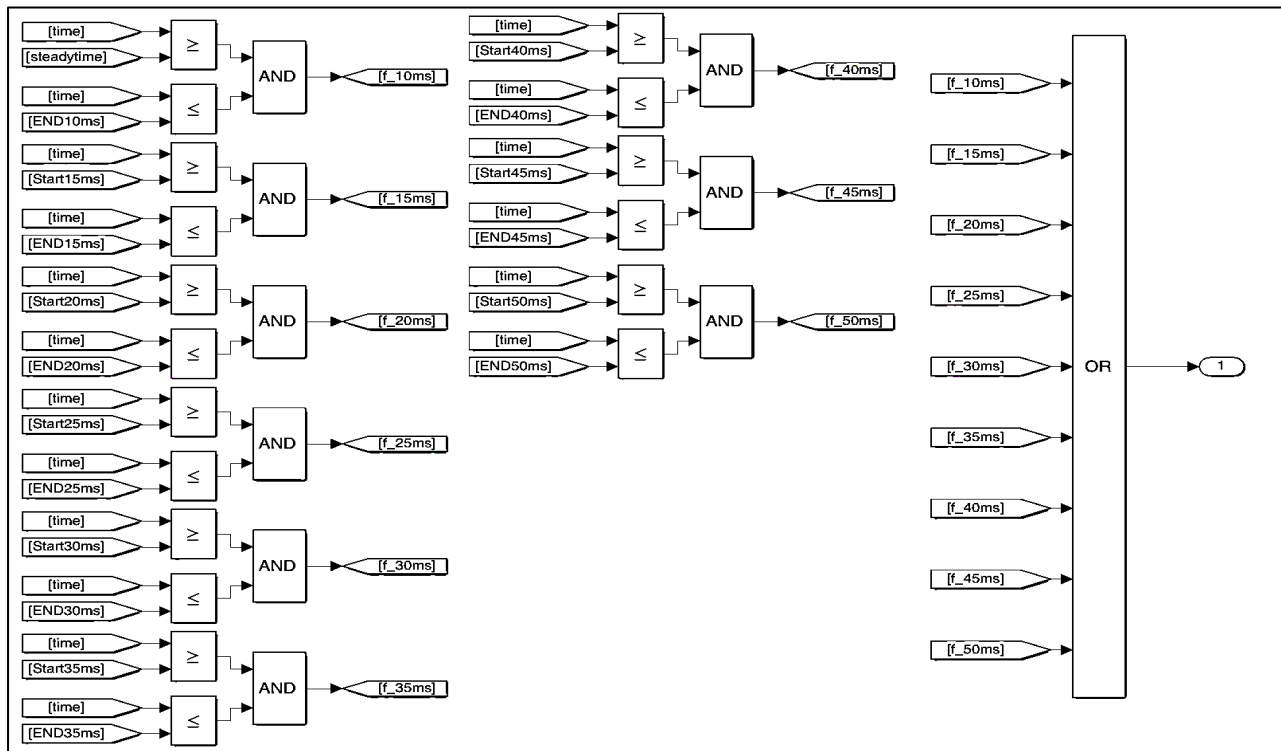 [time]
[steadytime]
≥
[time]
[END10ms]
≤
AND
[f_10ms]
[time]
[Start15ms]
≥
[time]
[END15ms]
≤
AND
[f_15ms]
[time]
[Start20ms]
≥
[time]
[END20ms]
≤
AND
[f_20ms]
[time]
[Start25ms]
≥
[time]
[END25ms]
≤
AND
[f_25ms]
[time]
[Start30ms]
≥
[time]
[END30ms]
≤
AND
[f_30ms]
[time]
[Start35ms]
≥
[time]
[END35ms]
≤
AND
[f_35ms]
[time]
[Start40ms]
≥
[time]
[END40ms]
≤
AND
[f_40ms]
[time]
[Start45ms]
≥
[time]
[END45ms]
≤
AND
[f_45ms]
[time]
[Start50ms]
≥
[time]
[END50ms]
≤
AND
[f_50ms]
[f_10ms]
[f_15ms]
[f_20ms]
[f_25ms]
[f_30ms]
[f_35ms]
[f_40ms]
[f_45ms]
[f_50ms]
OR
1